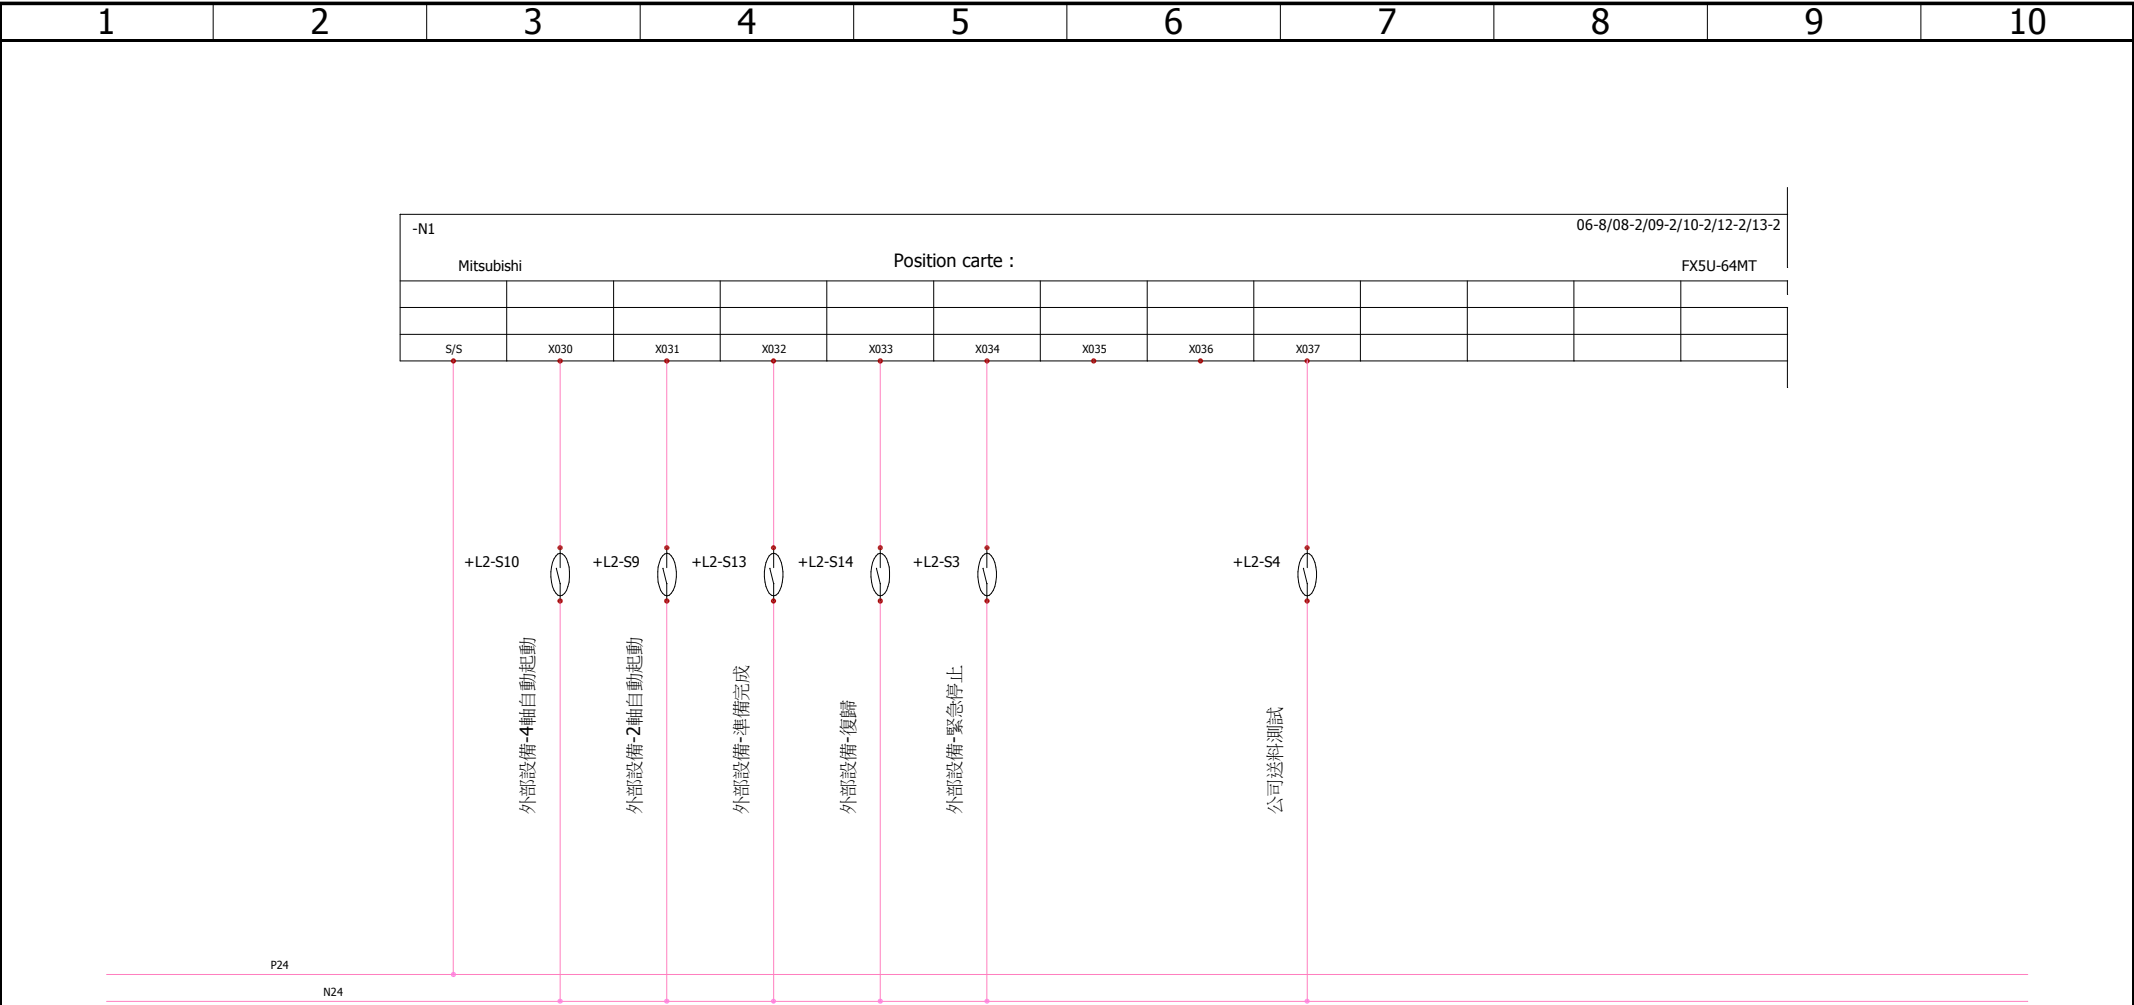 1 2 3 4 5 6 7 8 9 10
-N1 06-8/08-2/09-2/10-2/12-2/13-2
Mitsubishi Position carte : FX5U-64MT
S/S X030 X031 X032 X033 X034 X035 X036 X037
+L2-S10 +L2-S9 +L2-S13 +L2-S14 +L2-S3 +L2-S4
外部設備-4軸自動起動
外部設備-2軸自動起動
外部設備-準備完成
外部設備-復歸
外部設備-緊急停止
公司送料測試
P24
N24